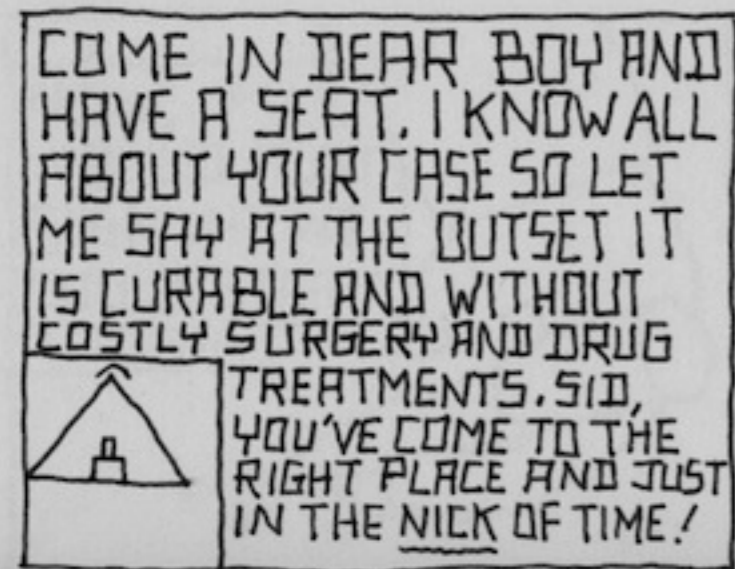 COME IN DEAR BOY AND
HAVE A SEAT. I KNOW ALL
ABOUT YOUR CASE SO LET
ME SAY AT THE OUTSET IT
IS CURABLE AND WITHOUT
COSTLY SURGERY AND DRUG
TREATMENTS. SID,
YOU'VE COME TO THE
RIGHT PLACE AND JUST
IN THE NICK OF TIME!